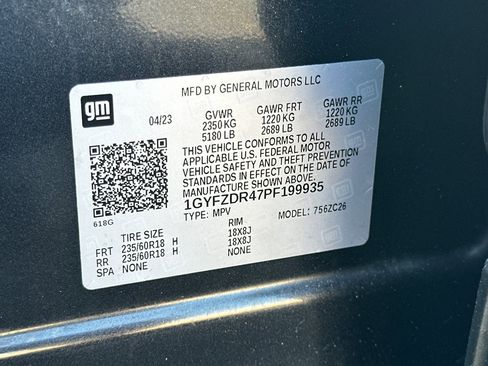 MFD BY GENERAL MOTORS LLC
gm
04/23
GVWR
2350 KG
5180 LB
GAWR FRT
1220 KG
2689 LB
GAWR RR
1220 KG
2689 LB
THIS VEHICLE CONFORMS TO ALL
APPLICABLE U.S. FEDERAL MOTOR
VEHICLE SAFETY AND THEFT PREVENTION
STANDARDS IN EFFECT ON THE DATE OF
MANUFACTURE SHOWN ABOVE.
1GYFZDR47PF199935
TYPE: MPV
MODEL: 756ZC26
618G
TIRE SIZE RIM
FRT 235/60R18 H 18X8J
RR 235/60R18 H 18X8J
SPA NONE NONE